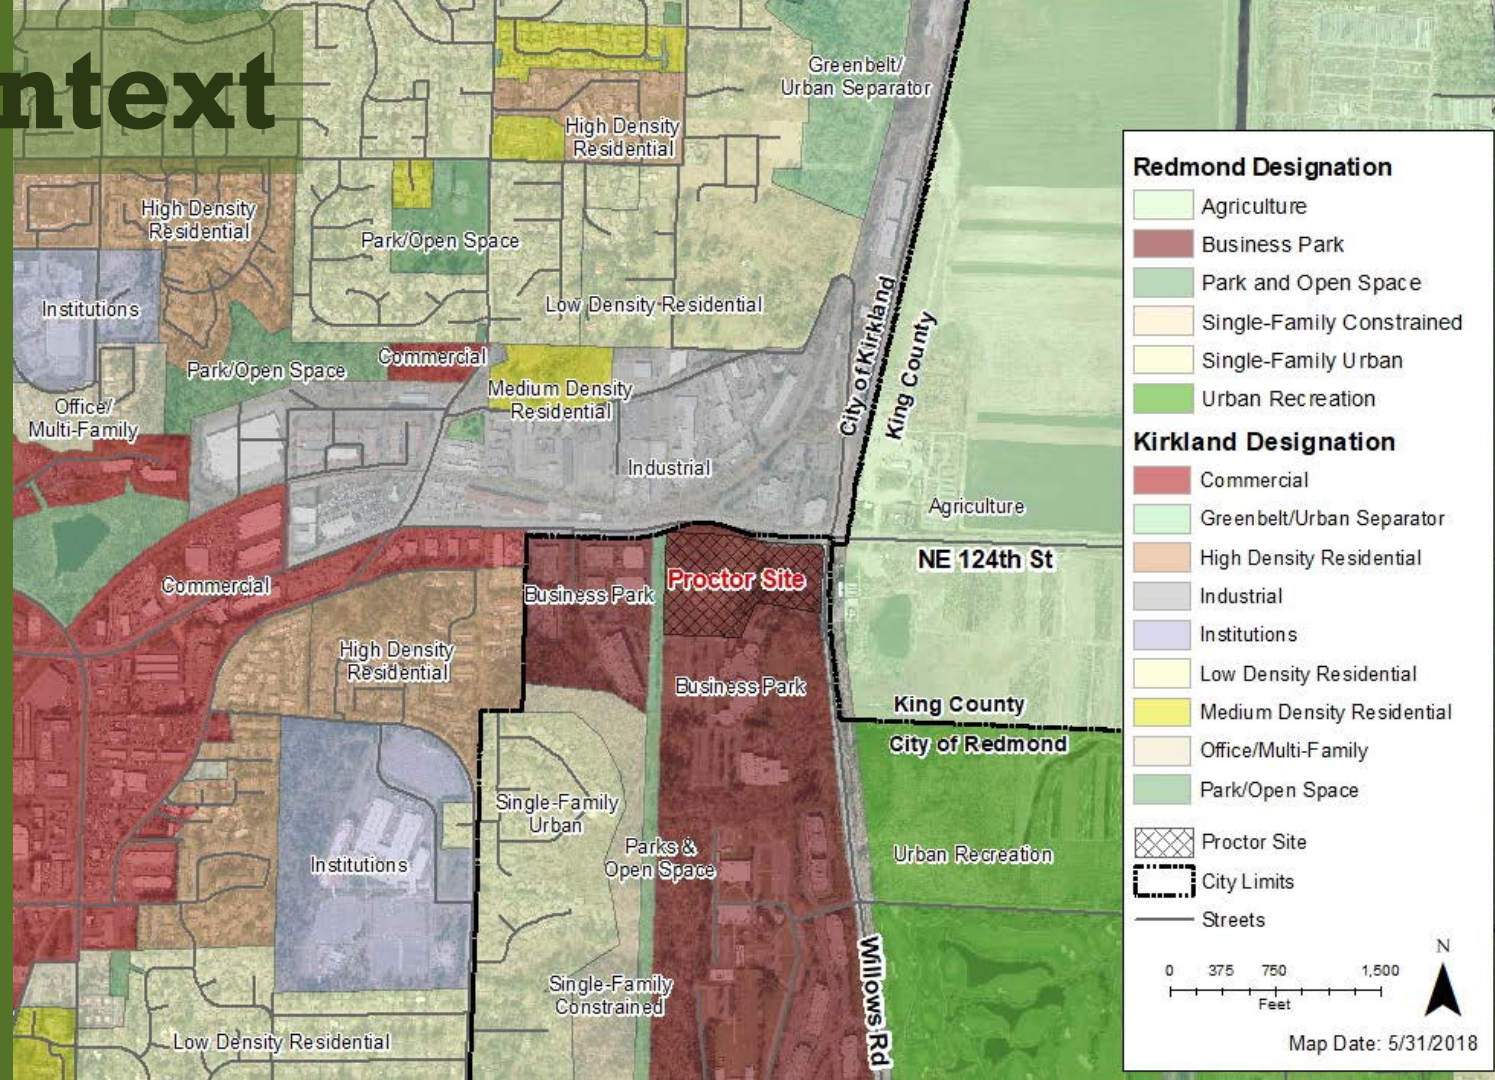 ntext
Greenbelt/
Urban Separator
High Density
Residential
High Density
Residential
Park/Open Space
Institutions
Low Density Residential
City of Kirkland
King County
Park/Open Space
Commercial
Medium Density
Residential
Office/
Multi-Family
Industrial
Agriculture
NE 124th St
Commercial
Business Park
Proctor Site
High Density
Residential
Business Park
King County
City of Redmond
Single-Family
Urban
Parks &
Open Space
Urban Recreation
Institutions
Willows Rd
Single-Family
Constrained
Low Density Residential
Redmond Designation
Agriculture
Business Park
Park and Open Space
Single-Family Constrained
Single-Family Urban
Urban Recreation
Kirkland Designation
Commercial
Greenbelt/Urban Separator
High Density Residential
Industrial
Institutions
Low Density Residential
Medium Density Residential
Office/Multi-Family
Park/Open Space
Proctor Site
City Limits
Streets
N
0 375 750 1,500
Feet
Map Date: 5/31/2018